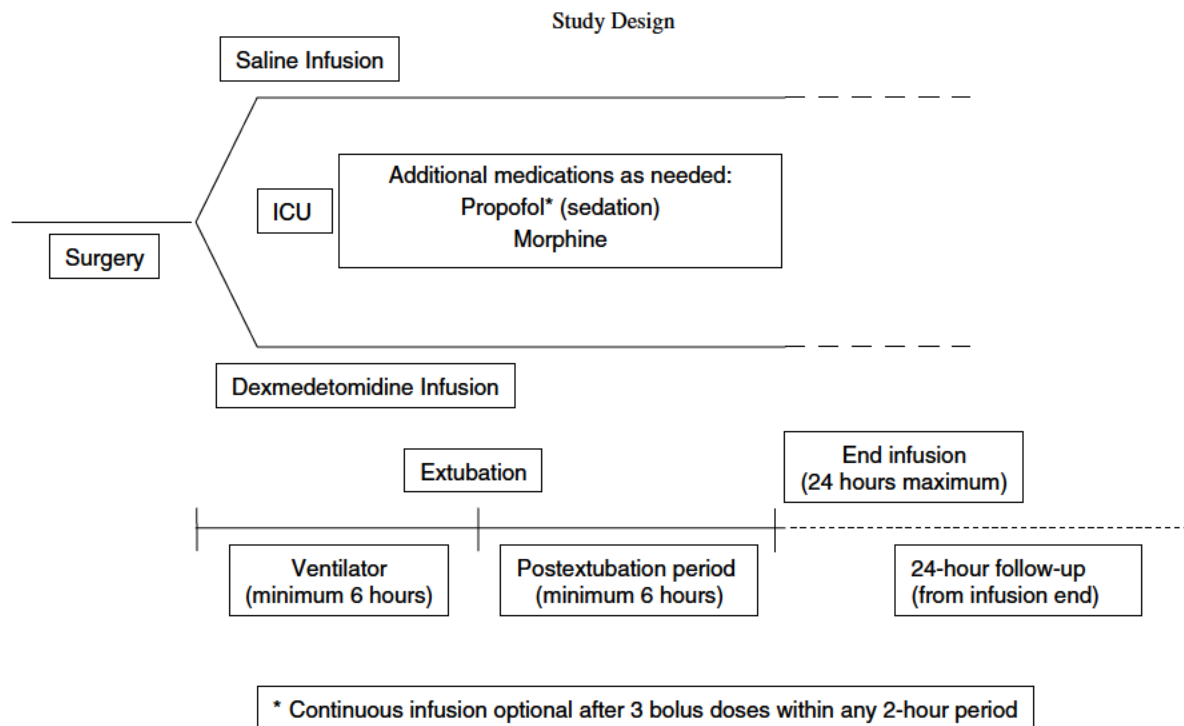 Study Design
Saline Infusion
Additional medications as needed:
Propofol* (sedation)
Morphine
ICU
Surgery
Dexmedetomidine Infusion
End infusion
(24 hours maximum)
Extubation
Ventilator
(minimum 6 hours)
Postextubation period
(minimum 6 hours)
24-hour follow-up
(from infusion end)
* Continuous infusion optional after 3 bolus doses within any 2-hour period